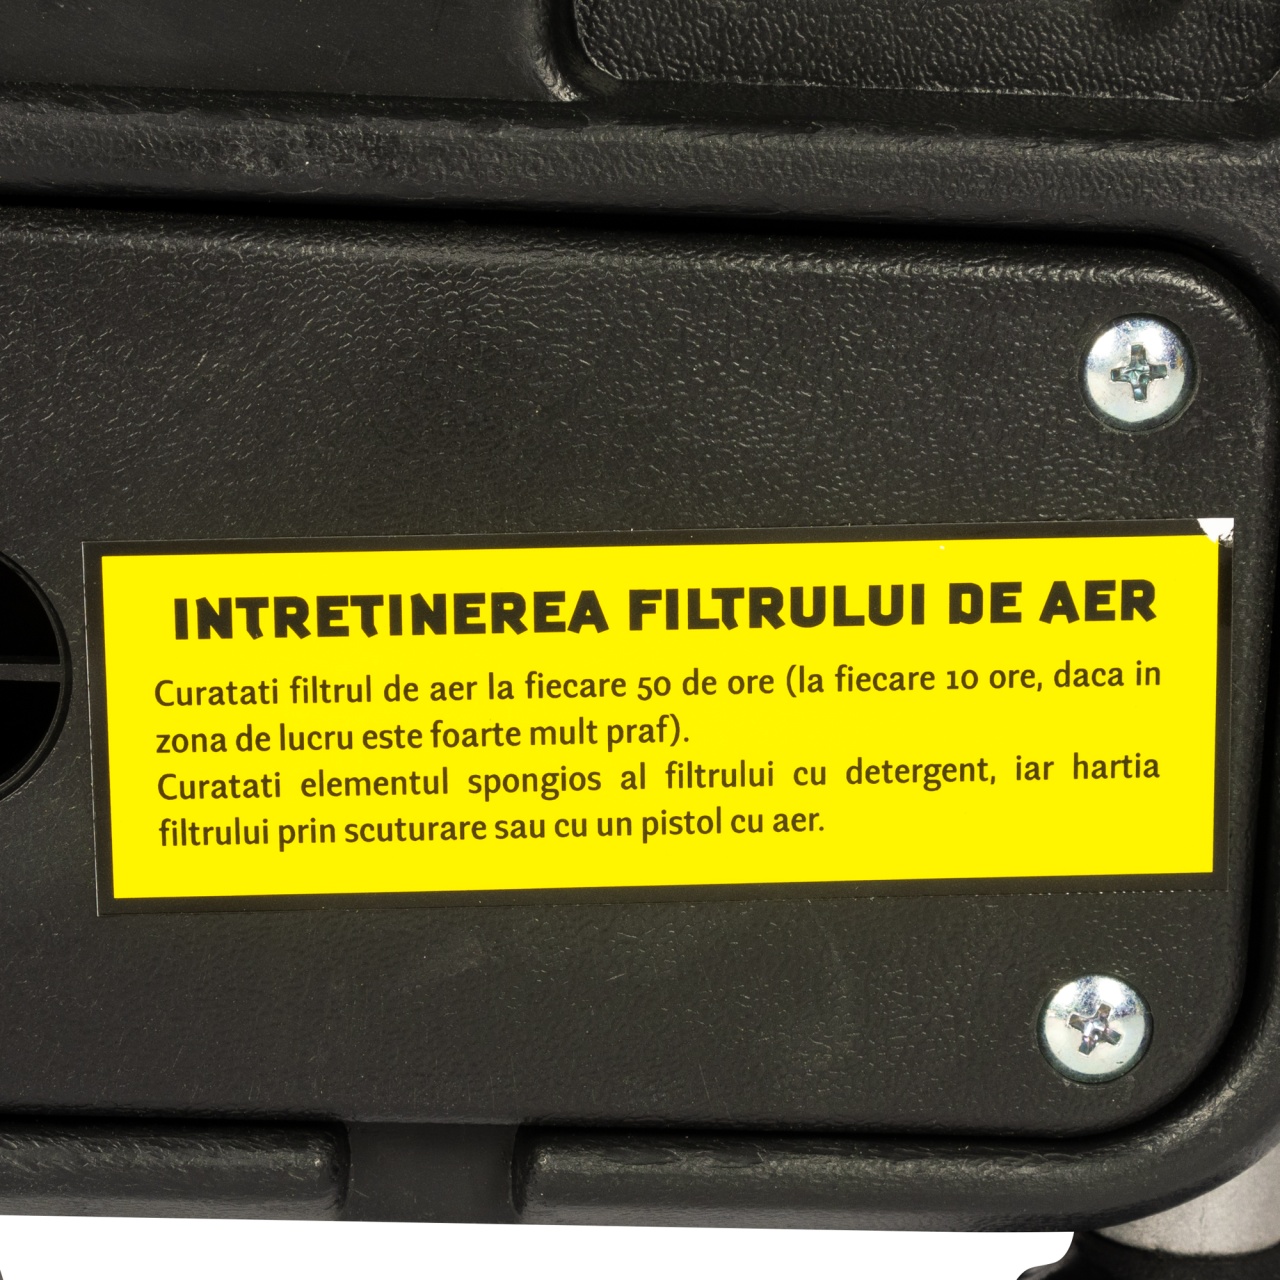 INTRETINEREA FILTRULUI DE AER
Curatati filtrul de aer la fiecare 50 de ore (la fiecare 10 ore, daca in
zona de lucru este foarte mult praf).
Curatati elementul spongios al filtrului cu detergent, iar hartia
filtrului prin scuturare sau cu un pistol cu aer.